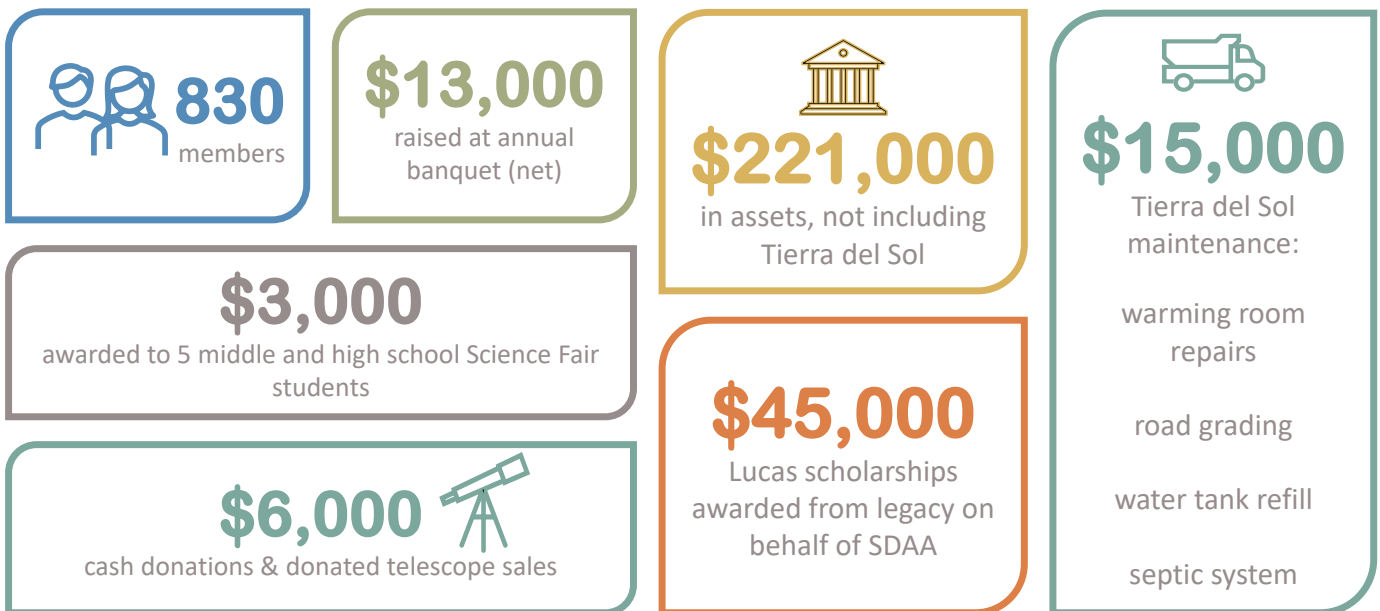 830
members
$13,000
raised at annual
banquet (net)
$221,000
in assets, not including
Tierra del Sol
$15,000
Tierra del Sol
maintenance:
warming room
repairs
road grading
water tank refill
septic system
$3,000
awarded to 5 middle and high school Science Fair
students
$45,000
Lucas scholarships
awarded from legacy on
behalf of SDAA
$6,000
cash donations & donated telescope sales